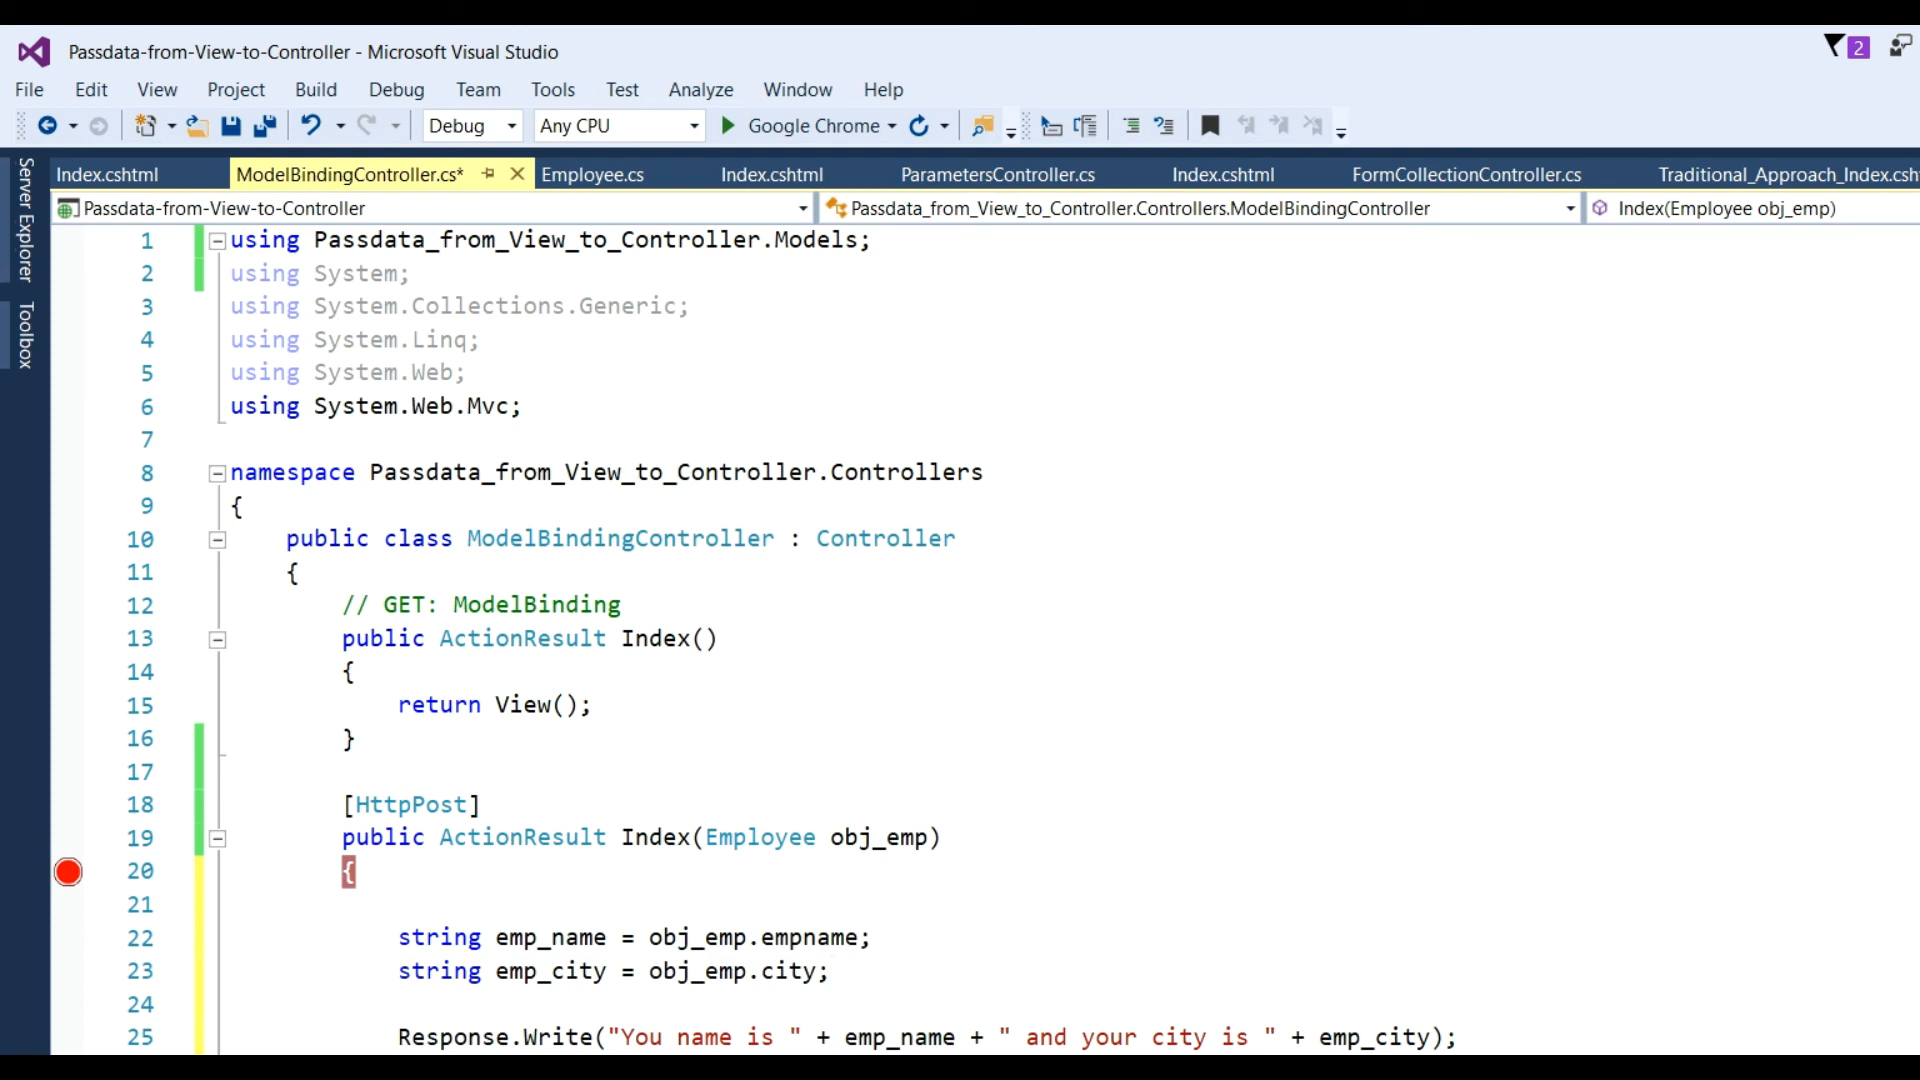 Passdata-from-View-to-Controller - Microsoft Visual Studio
2
File Edit View Project Build Debug Team Tools Test Analyze Window Help
Debug Any CPU Google Chrome
Server Explorer
Toolbox
Index.cshtml ModelBindingController.cs* Employee.cs Index.cshtml ParametersController.cs Index.cshtml FormCollectionController.cs Traditional_Approach_Index.csh
Passdata-from-View-to-Controller Passdata_from_View_to_Controller.Controllers.ModelBindingController Index(Employee obj_emp)
1 using Passdata_from_View_to_Controller.Models;
2 using System;
3 using System.Collections.Generic;
4 using System.Linq;
5 using System.Web;
6 using System.Web.Mvc;
7
8 namespace Passdata_from_View_to_Controller.Controllers
9 {
10 public class ModelBindingController : Controller
11 {
12 // GET: ModelBinding
13 public ActionResult Index()
14 {
15 return View();
16 }
17
18 [HttpPost]
19 public ActionResult Index(Employee obj_emp)
20 {
21
22 string emp_name = obj_emp.empname;
23 string emp_city = obj_emp.city;
24
25 Response.Write("You name is " + emp_name + " and your city is " + emp_city);